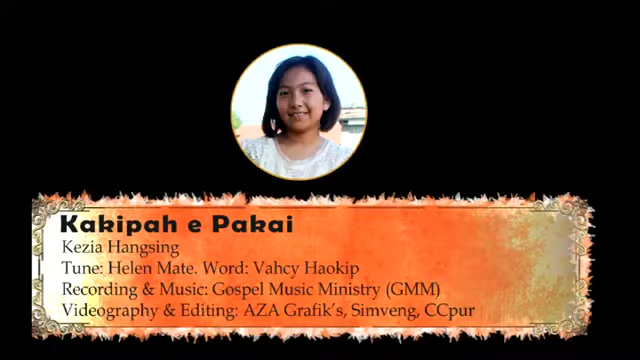 Kakipah e Pakai
Kezia Hangsing
Tune: Helen Mate. Word: Vahcy Haokip
Recording & Music: Gospel Music Ministry (GMM)
Videography & Editing: AZA Grafik's, Simveng, CCpur